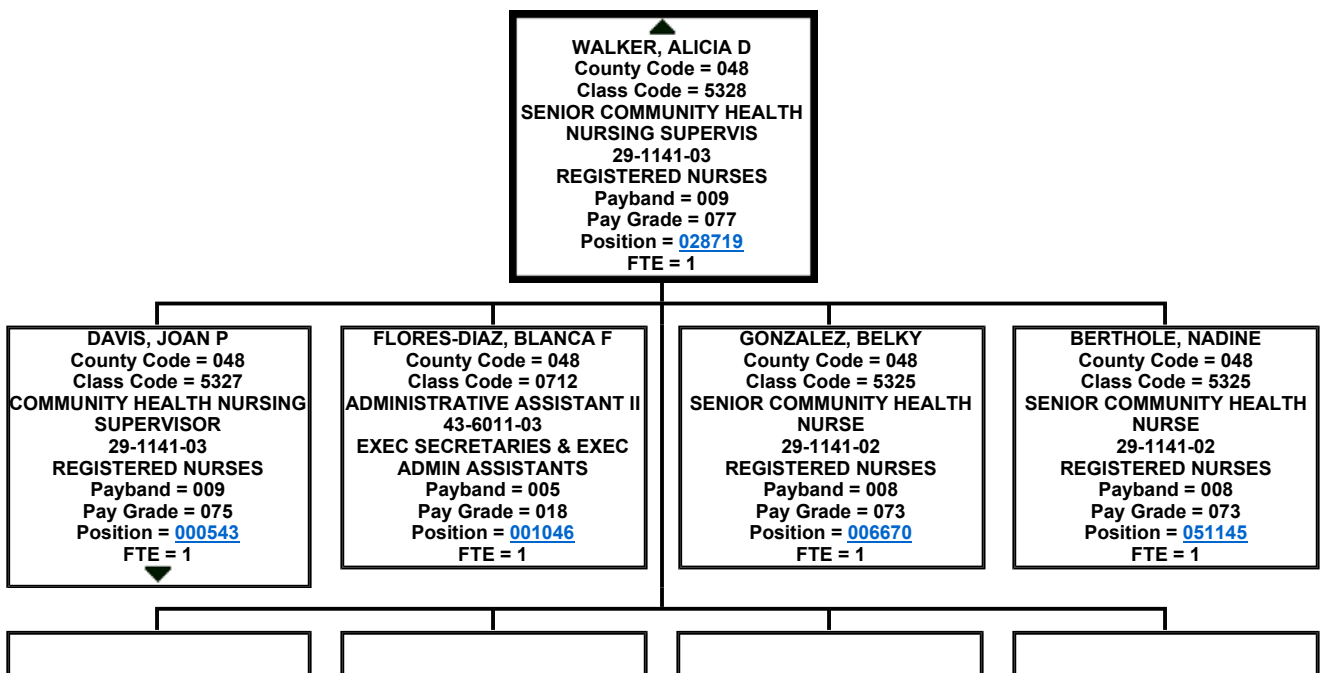 WALKER, ALICIA D
County Code = 048
Class Code = 5328
SENIOR COMMUNITY HEALTH
NURSING SUPERVIS
29-1141-03
REGISTERED NURSES
Payband = 009
Pay Grade = 077
Position = 028719
FTE = 1
DAVIS, JOAN P
County Code = 048
Class Code = 5327
COMMUNITY HEALTH NURSING
SUPERVISOR
29-1141-03
REGISTERED NURSES
Payband = 009
Pay Grade = 075
Position = 000543
FTE = 1
FLORES-DIAZ, BLANCA F
County Code = 048
Class Code = 0712
ADMINISTRATIVE ASSISTANT II
43-6011-03
EXEC SECRETARIES & EXEC
ADMIN ASSISTANTS
Payband = 005
Pay Grade = 018
Position = 001046
FTE = 1
GONZALEZ, BELKY
County Code = 048
Class Code = 5325
SENIOR COMMUNITY HEALTH
NURSE
29-1141-02
REGISTERED NURSES
Payband = 008
Pay Grade = 073
Position = 006670
FTE = 1
BERTHOLE, NADINE
County Code = 048
Class Code = 5325
SENIOR COMMUNITY HEALTH
NURSE
29-1141-02
REGISTERED NURSES
Payband = 008
Pay Grade = 073
Position = 051145
FTE = 1